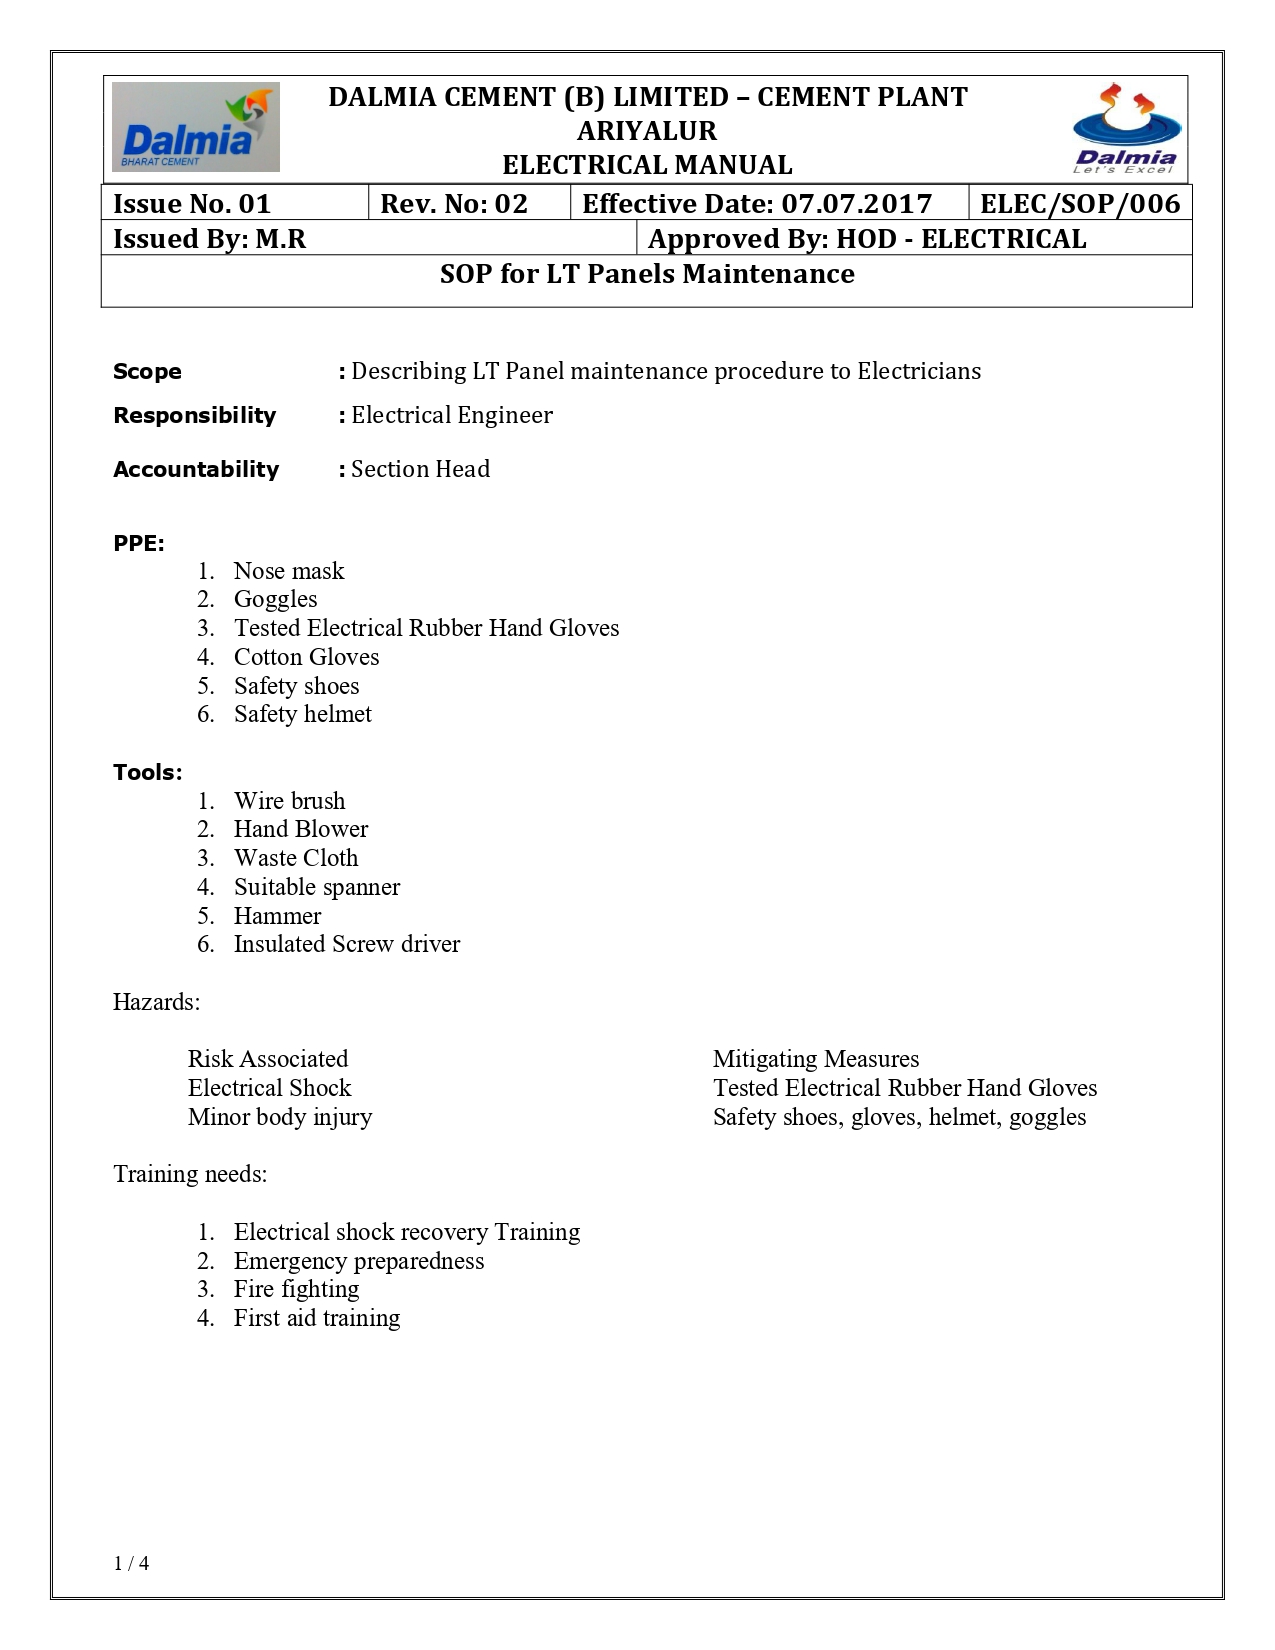 Dalmia
BHARAT CEMENT
DALMIA CEMENT (B) LIMITED – CEMENT PLANT
ARIYALUR
ELECTRICAL MANUAL
Dalmia
Let's Excel
Issue No. 01 Rev. No: 02 Effective Date: 07.07.2017 ELEC/SOP/006
Issued By: M.R Approved By: HOD - ELECTRICAL
SOP for LT Panels Maintenance
Scope : Describing LT Panel maintenance procedure to Electricians
Responsibility : Electrical Engineer
Accountability : Section Head
PPE:
1. Nose mask
2. Goggles
3. Tested Electrical Rubber Hand Gloves
4. Cotton Gloves
5. Safety shoes
6. Safety helmet
Tools:
1. Wire brush
2. Hand Blower
3. Waste Cloth
4. Suitable spanner
5. Hammer
6. Insulated Screw driver
Hazards:
Risk Associated Mitigating Measures
Electrical Shock Tested Electrical Rubber Hand Gloves
Minor body injury Safety shoes, gloves, helmet, goggles
Training needs:
1. Electrical shock recovery Training
2. Emergency preparedness
3. Fire fighting
4. First aid training
1 / 4